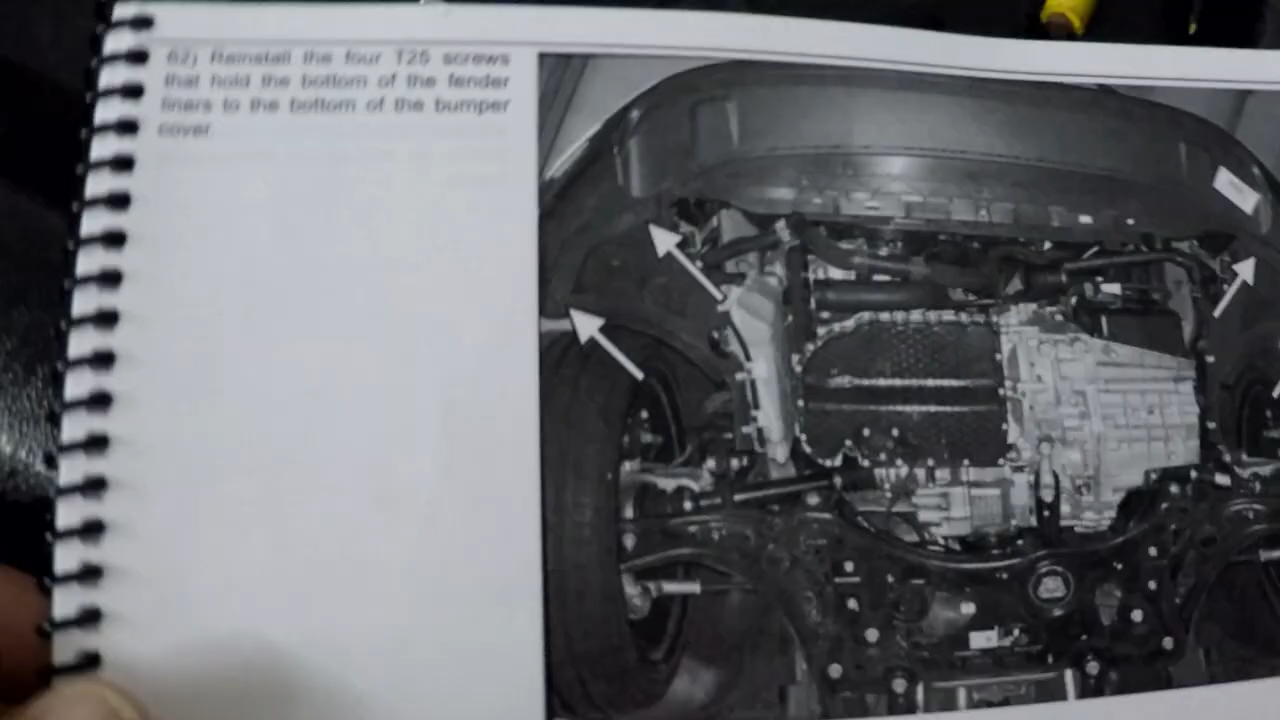 62) Reinstall the four T25 screws
that hold the bottom of the fender
liners to the bottom of the bumper
cover.